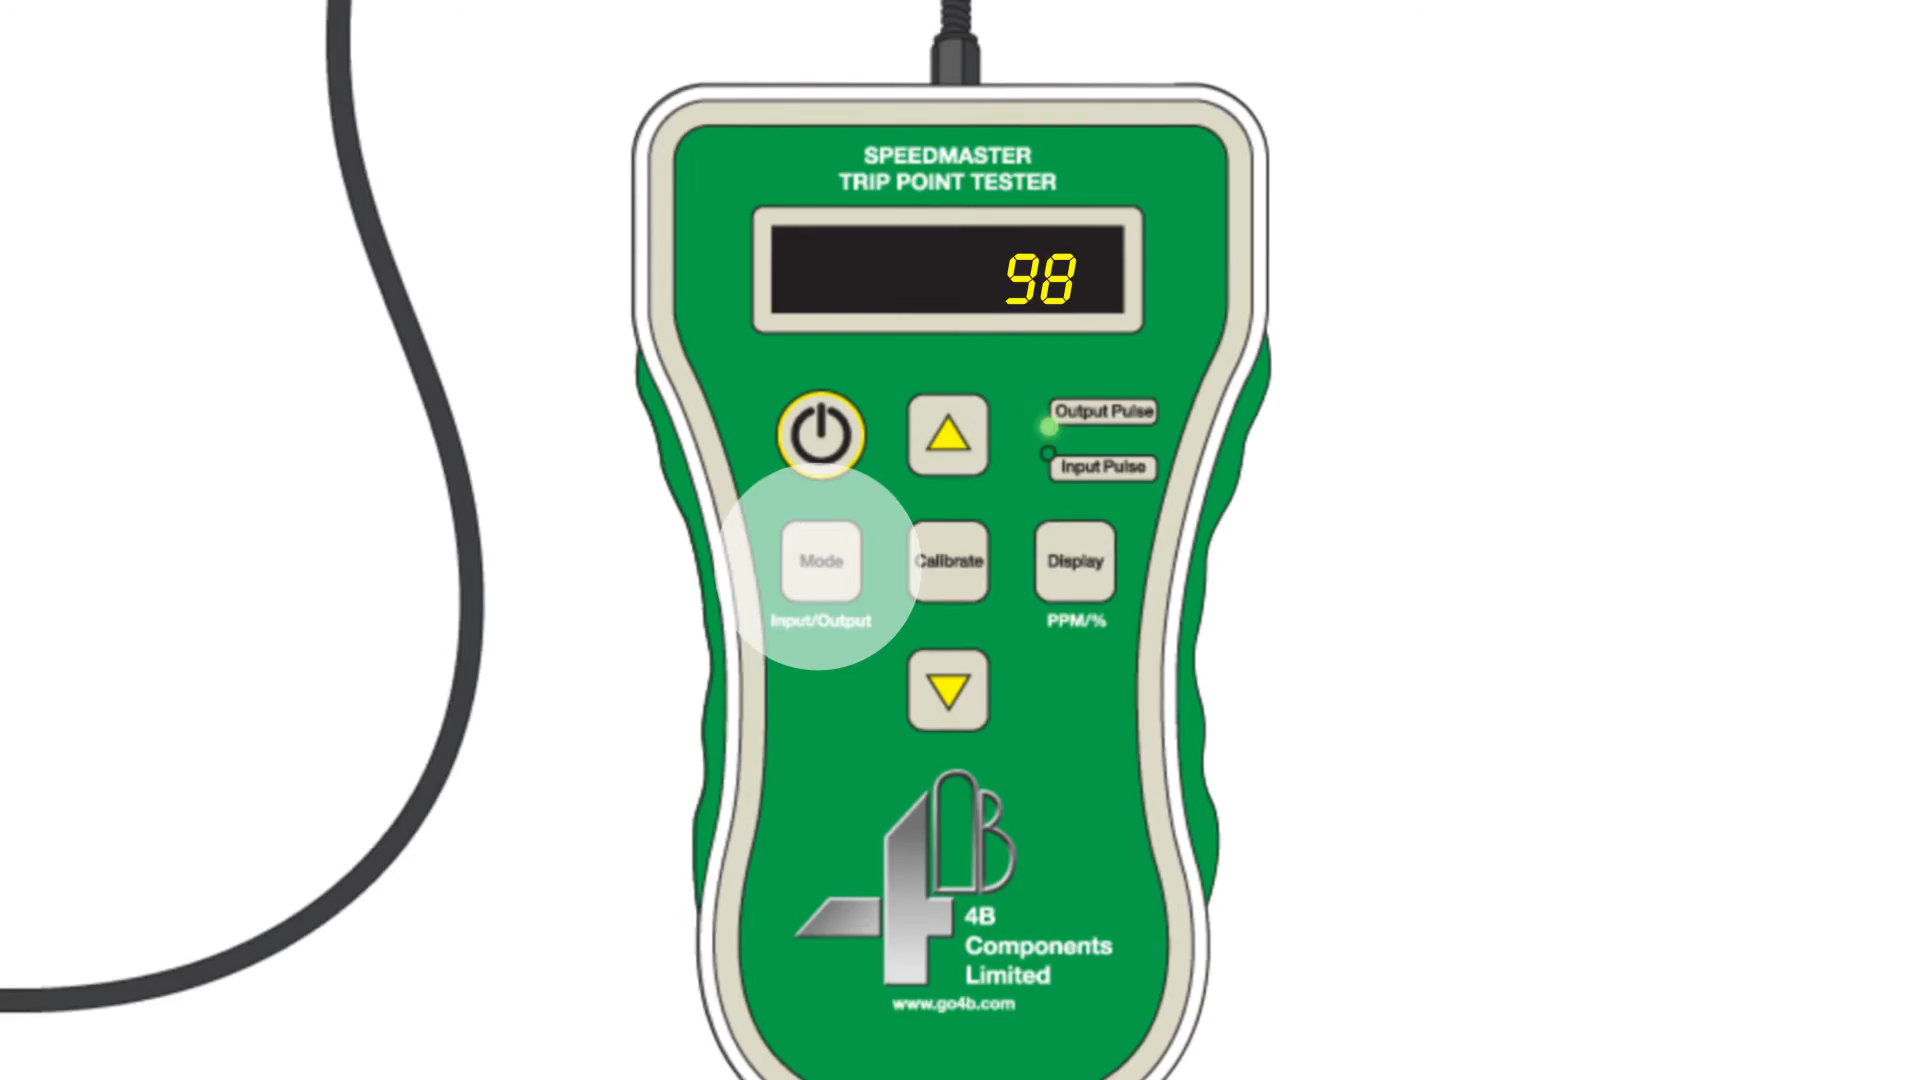 SPEEDMASTER
TRIP POINT TESTER
98
Output Pulse
Input Pulse
Mode
Calibrate
Display
Input/Output
PPM/%
4B
4B
Components
Limited
www.go4b.com